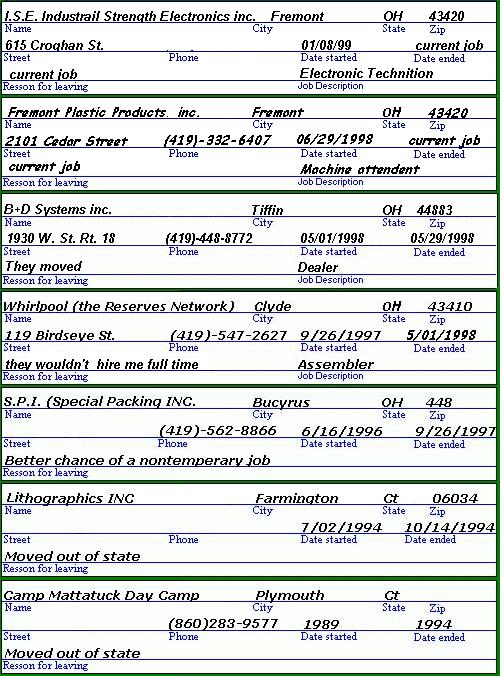 I.S.E. Industrail Strength Electronics inc. Fremont OH 43420
Name City State Zip
615 Croghan St. 01/08/99 current job
Street Phone Date started Date ended
current job Electronic Technition
Resson for leaving Job Description
Fremont Plastic Products inc. Fremont OH 43420
Name City State Zip
2101 Cedar Street (419)-332-6407 06/29/1998 current job
Street Phone Date started Date ended
current job Machine attendent
Resson for leaving Job Description
B+D Systems inc. Tiffin OH 44883
Name City State Zip
1930 W. St. Rt. 18 (419)-448-8772 05/01/1998 05/29/1998
Street Phone Date started Date ended
They moved Dealer
Resson for leaving Job Description
Whirlpool (the Reserves Network) Clyde OH 43410
Name City State Zip
119 Birdseye St. (419)-547-2627 9/26/1997 5/01/1998
Street Phone Date started Date ended
they wouldn't hire me full time Assembler
Resson for leaving Job Description
S.P.I. (Special Packing INC. Bucyrus OH 448
Name City State Zip
(419)-562-8866 6/16/1996 9/26/1997
Street Phone Date started Date ended
Better chance of a nontemperary job
Resson for leaving
Lithographics INC Farmington Ct 06034
Name City State Zip
7/02/1994 10/14/1994
Street Phone Date started Date ended
Moved out of state
Resson for leaving
Camp Mattatuck Day Camp Plymouth Ct
Name City State Zip
(860)283-9577 1989 1994
Street Phone Date started Date ended
Moved out of state
Resson for leaving